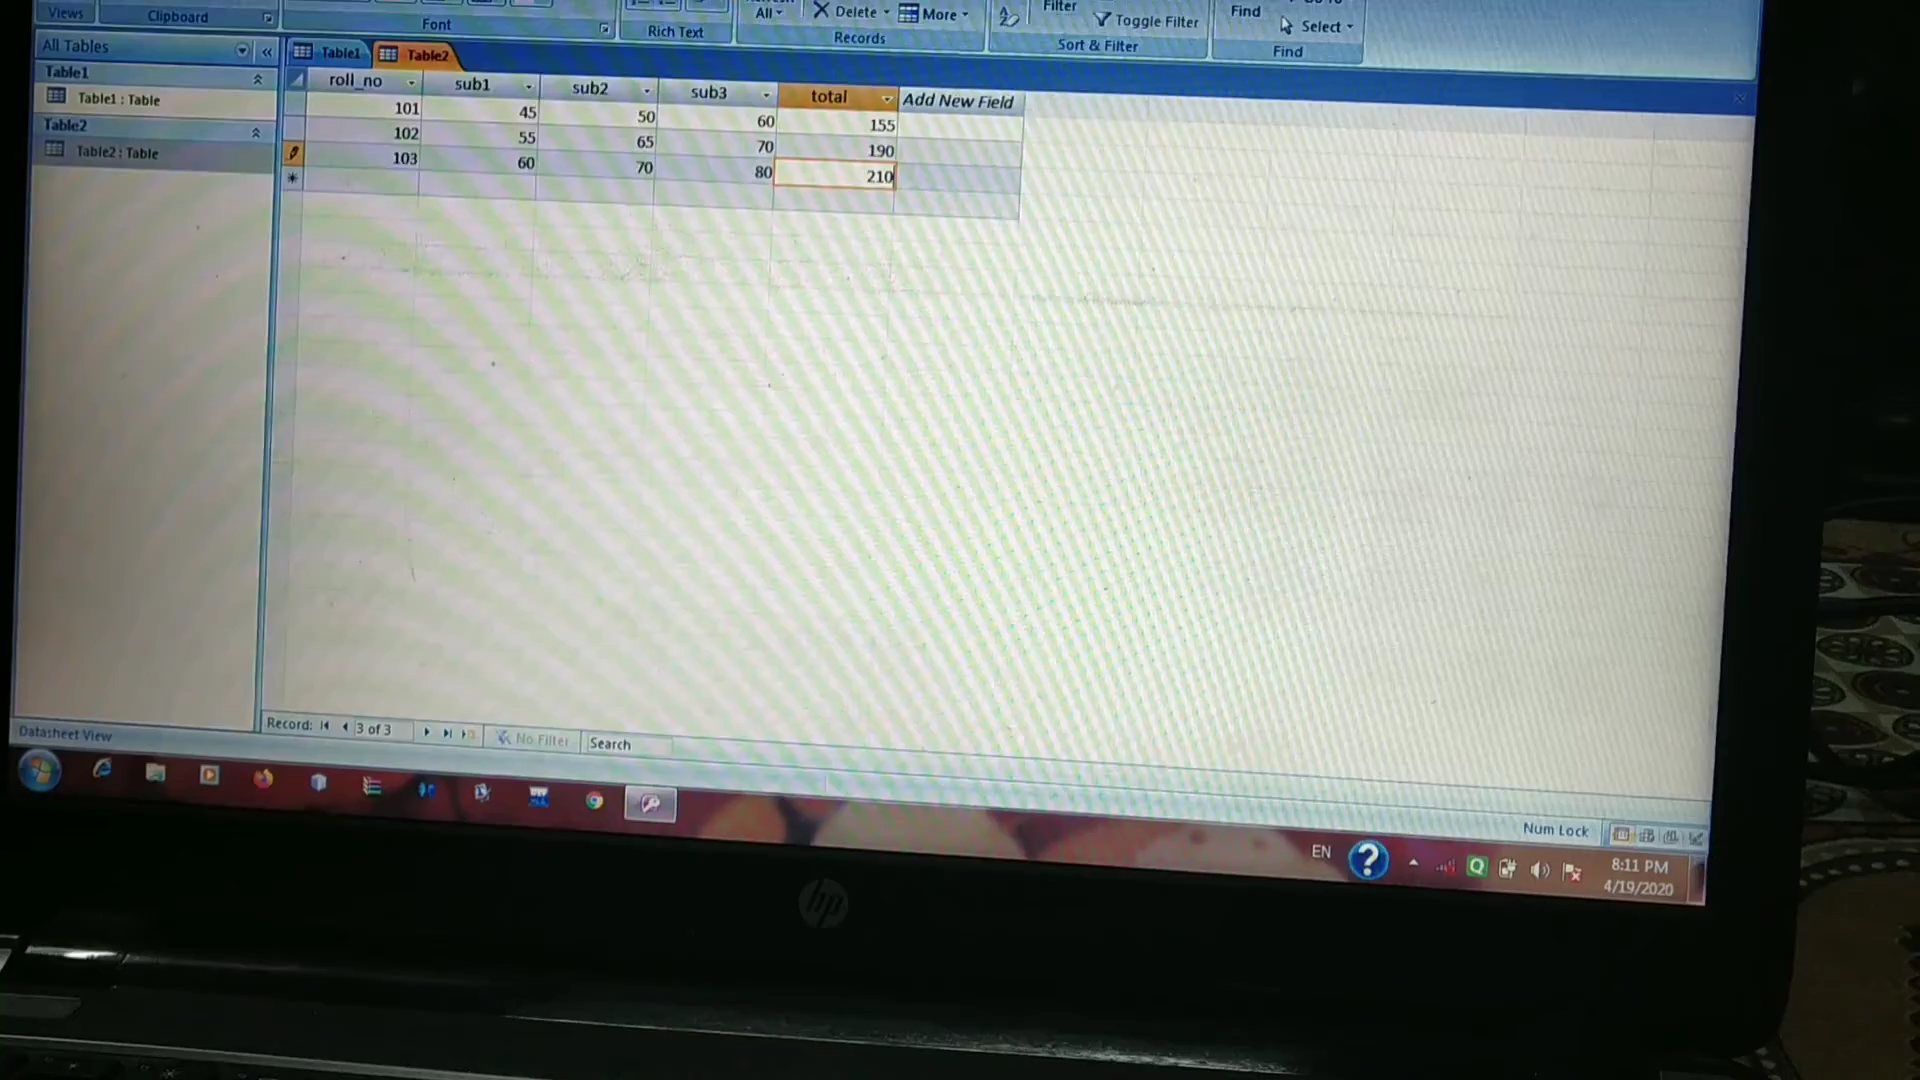 Views
Clipboard
Font
Rich Text
All
Delete
More
Records
Filter
Toggle Filter
Sort & Filter
Find
Select
Find
All Tables
Table1
Table1 : Table
Table2
Table2 : Table
Table1 Table2
roll_no sub1 sub2 sub3 total Add New Field
101 45 50 60 155
102 55 65 70 190
103 60 70 80 210
Record: 3 of 3 No Filter Search
Datasheet View
Num Lock
EN
8:11 PM
4/19/2020
hp